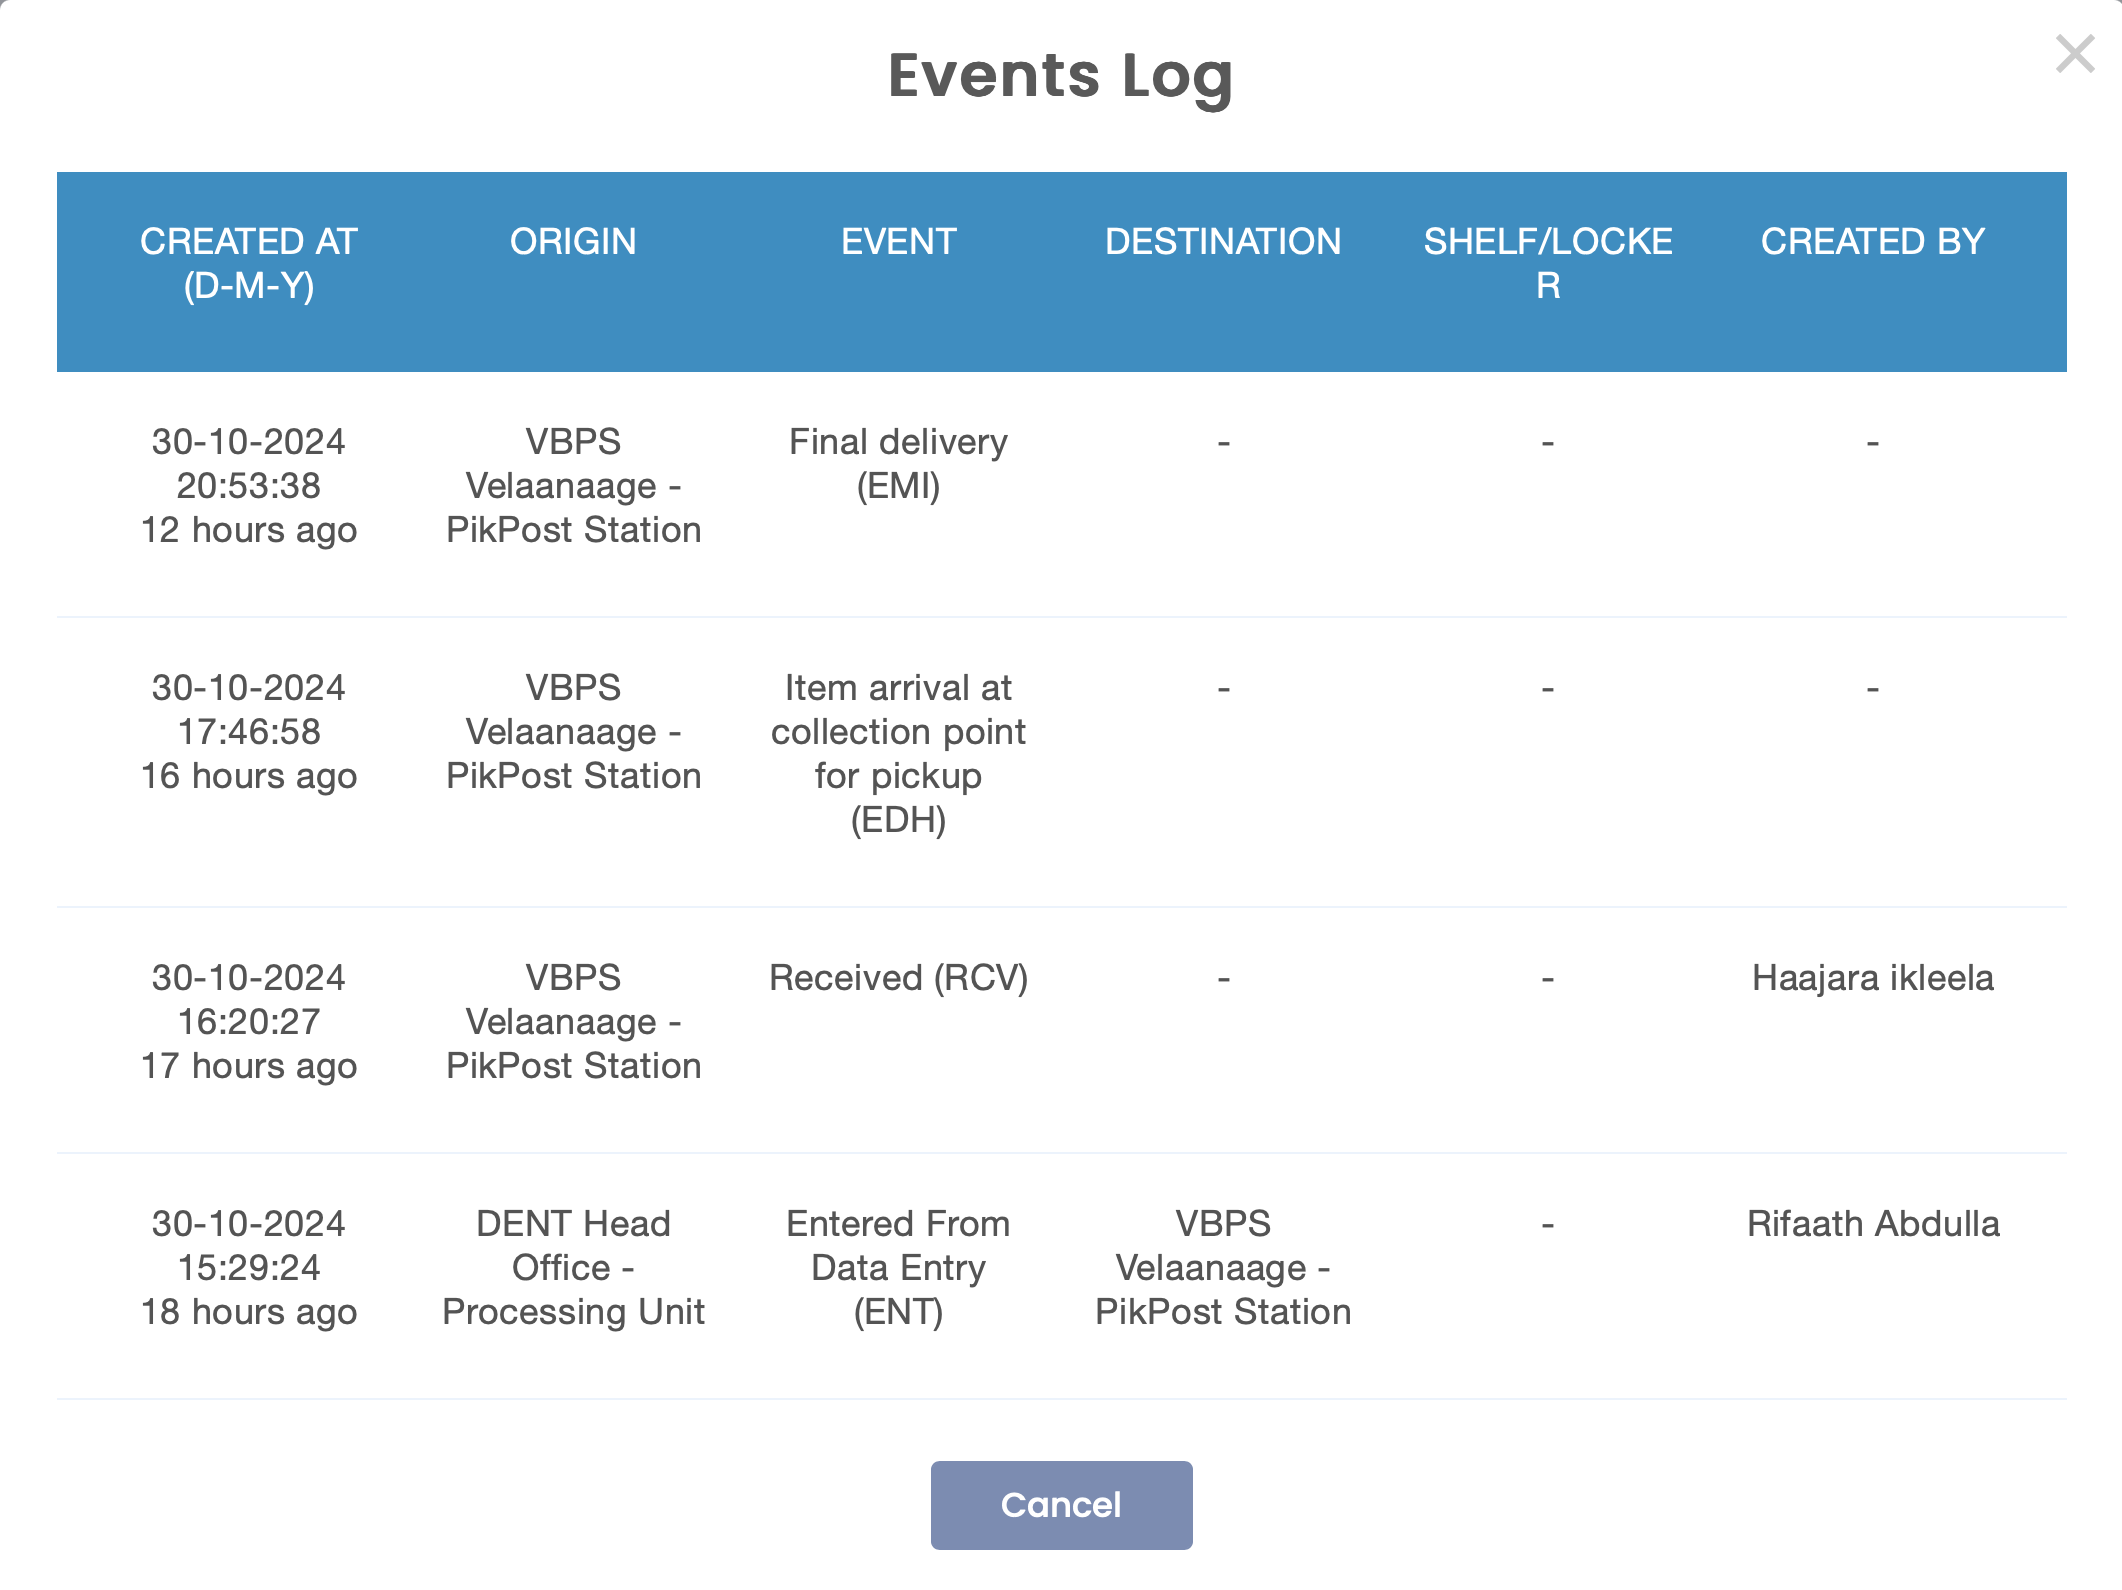 Events Log
CREATED AT
(D-M-Y)
ORIGIN
EVENT
DESTINATION
SHELF/LOCKE
R
CREATED BY
30-10-2024
20:53:38
12 hours ago
VBPS
Velaanaage -
PikPost Station
Final delivery
(EMI)
-
-
-
30-10-2024
17:46:58
16 hours ago
VBPS
Velaanaage -
PikPost Station
Item arrival at
collection point
for pickup
(EDH)
-
-
-
30-10-2024
16:20:27
17 hours ago
VBPS
Velaanaage -
PikPost Station
Received (RCV)
-
-
Haajara ikleela
30-10-2024
15:29:24
18 hours ago
DENT Head
Office -
Processing Unit
Entered From
Data Entry
(ENT)
VBPS
Velaanaage -
PikPost Station
-
Rifaath Abdulla
Cancel